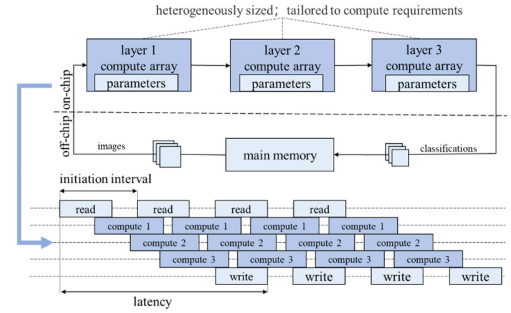 heterogeneously sized; tailored to compute requirements
layer 1 compute array
parameters
layer 2 compute array
parameters
layer 3 compute array
parameters
on-chip
off-chip
images
main memory
classifications
initiation interval
read read read read
compute 1 compute 1 compute 1 compute 1
compute 2 compute 2 compute 2 compute 2
compute 3 compute 3 compute 3 compute 3
write write write write
latency